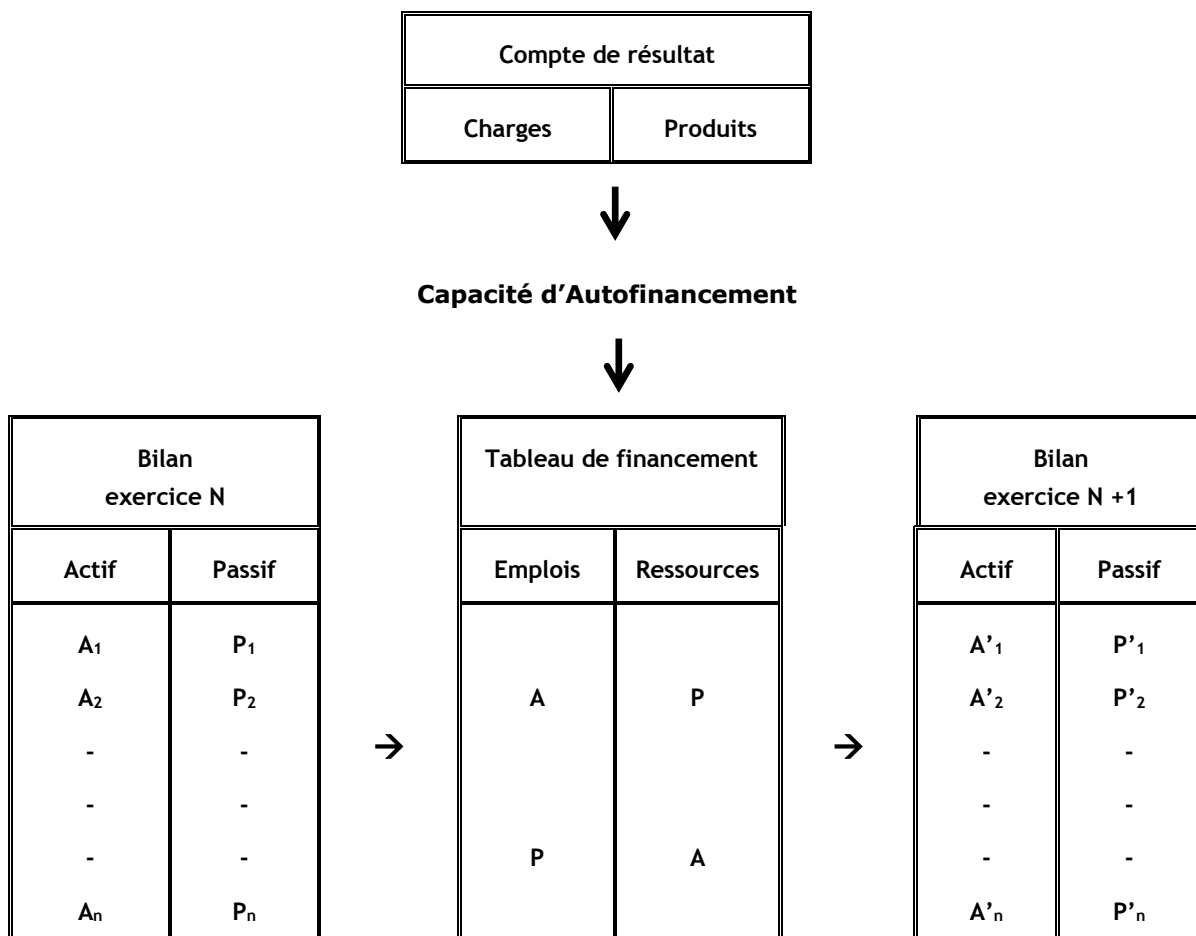 Compte de résultat
Charges Produits
Capacité d’Autofinancement
Bilan Tableau de financement Bilan
exercice N exercice N +1
Actif Passif Emplois Ressources Actif Passif
A₁ P₁ A’₁ P’₁
A₂ P₂ A P A’₂ P’₂
- - → → - -
- - - -
- - P A - -
Aₙ Pₙ A’ₙ P’ₙ